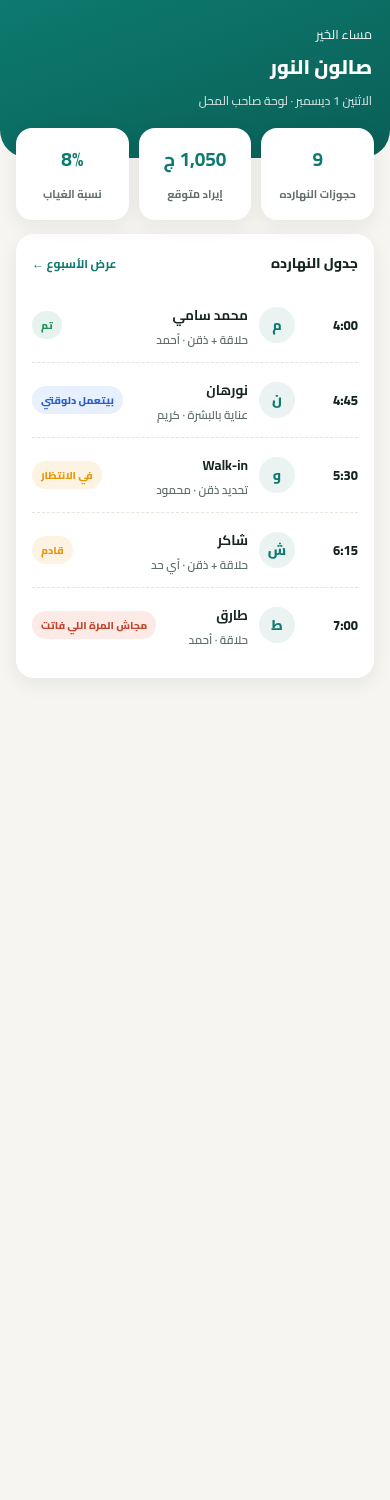 مساء الخير
صالون النور
الاثنين 1 ديسمبر · لوحة صاحب المحل
9
حجوزات النهارده
1,050 ج
إيراد متوقع
8%
نسبة الغياب
جدول النهارده
عرض الأسبوع ←
4:00
م
محمد سامي
حلاقة + ذقن · أحمد
تم
4:45
ن
نورهان
عناية بالبشرة · كريم
بيتعمل دلوقتي
5:30
و
Walk-in
تحديد ذقن · محمود
في الانتظار
6:15
ش
شاكر
حلاقة + ذقن · أي حد
قادم
7:00
ط
طارق
حلاقة · أحمد
مجاش المرة اللي فاتت